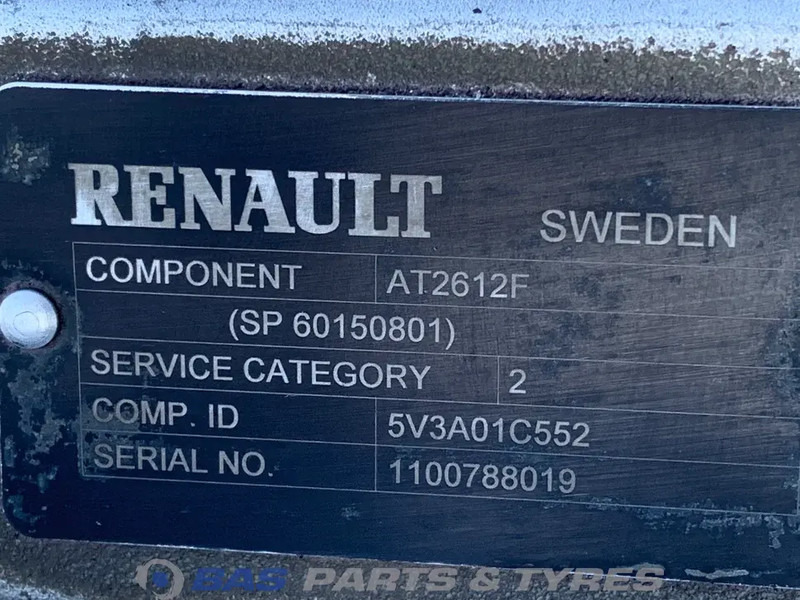 RENAULT SWEDEN
COMPONENT AT2612F
(SP 60150801)
SERVICE CATEGORY 2
COMP. ID 5V3A01C552
SERIAL NO. 1100788019
BAS PARTS & TYRES